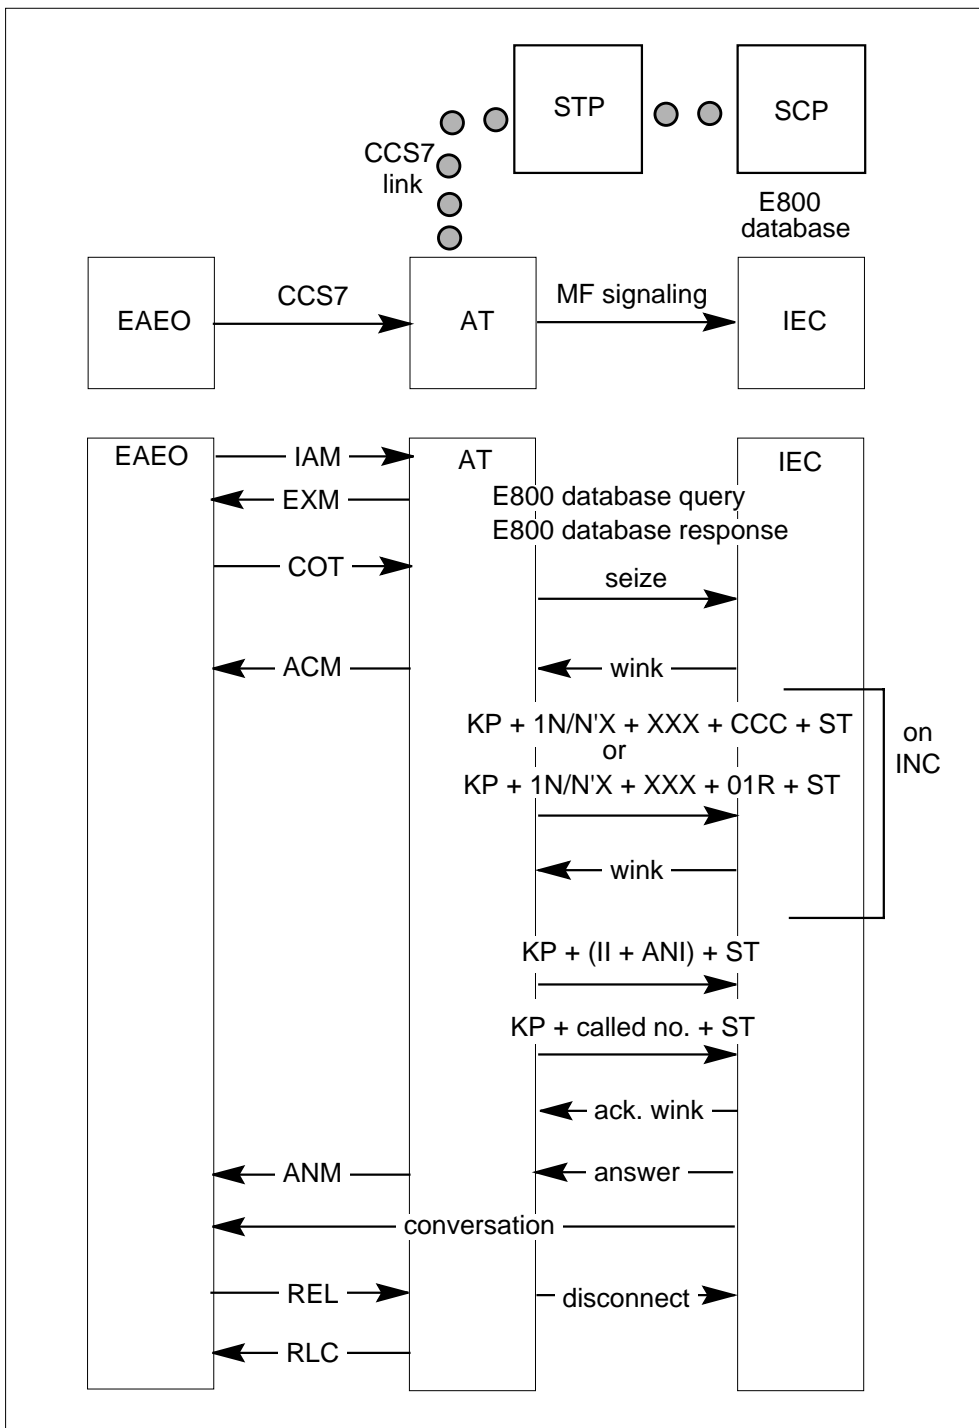 STP
SCP
CCS7
link
E800
database
CCS7
MF signaling
EAEO
AT
IEC
EAEO
IAM
AT
IEC
EXM
E800 database query
E800 database response
COT
seize
ACM
wink
KP + 1N/N'X + XXX + CCC + ST
or
KP + 1N/N'X + XXX + 01R + ST
on
INC
wink
KP + (II + ANI) + ST
KP + called no. + ST
ack. wink
ANM
answer
conversation
REL
disconnect
RLC